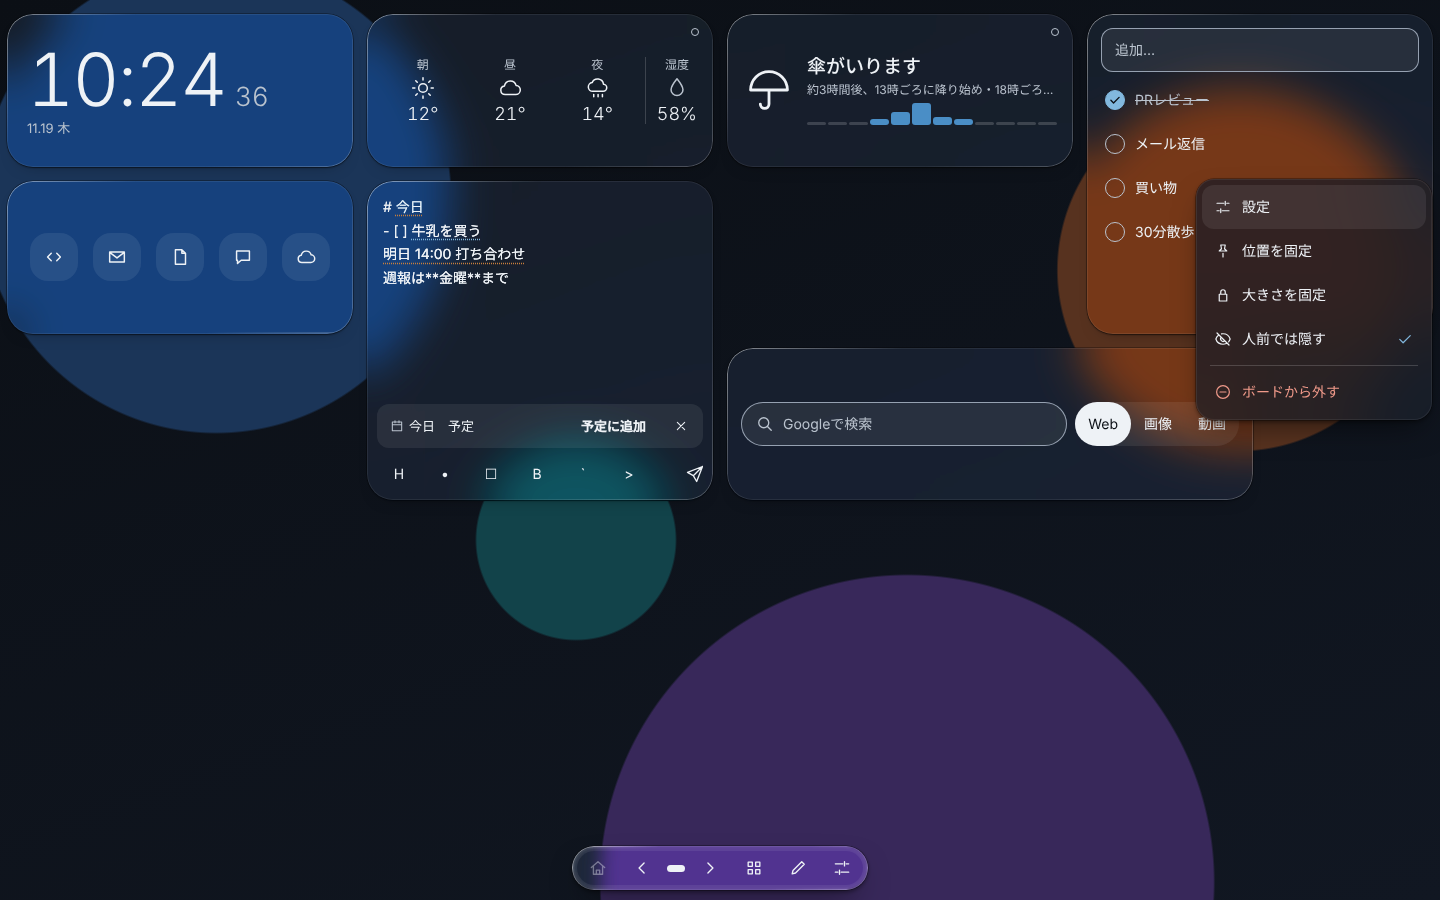 10:24 36
11.19 木
朝
昼
夜
湿度
12°
21°
14°
58%
傘がいります
約3時間後、13時ごろに降り始め・18時ごろ…
追加...
PRレビュー
メール返信
買い物
30分散歩
設定
位置を固定
大きさを固定
人前では隠す
ボードから外す
# 今日
- [ ] 牛乳を買う
明日 14:00 打ち合わせ
週報は**金曜**まで
今日 予定
予定に追加
H • □ B ` >
Googleで検索
Web
画像
動画